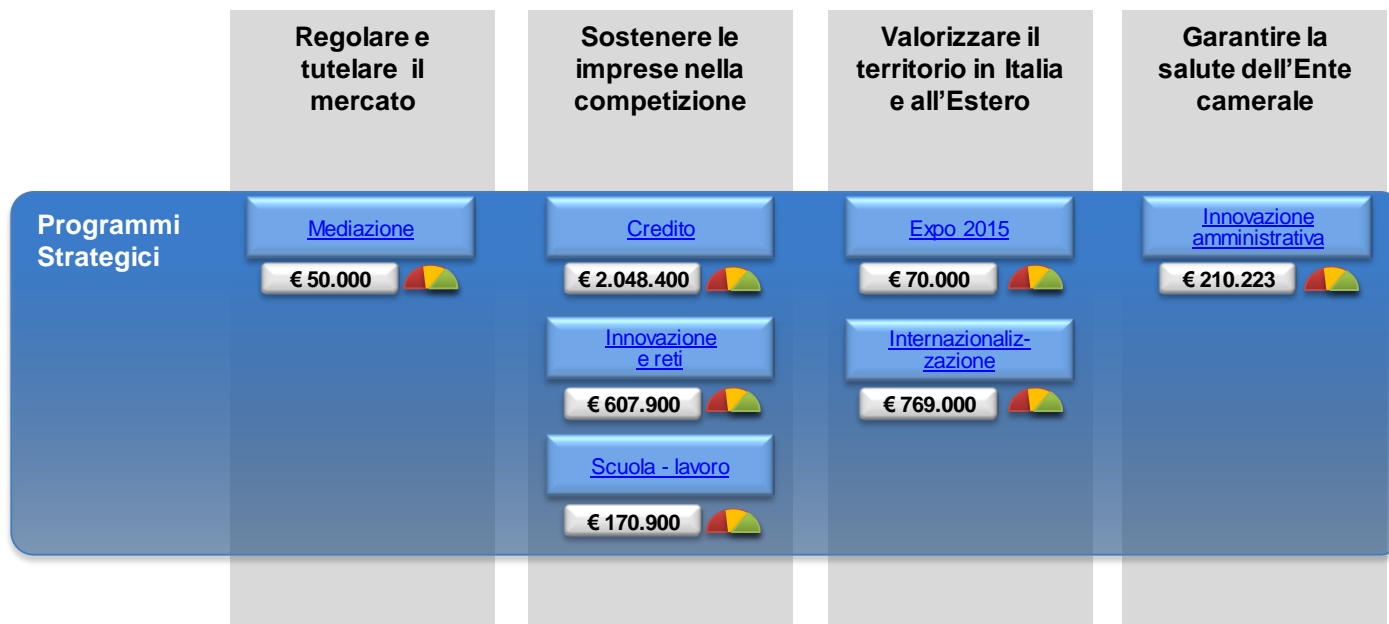 Regolare e
tutelare il
mercato
Sostenere le
imprese nella
competizione
Valorizzare il
territorio in Italia
e all'Estero
Garantire la
salute dell'Ente
camerale
Programmi
Strategici
Mediazione
€ 50.000
Credito
€ 2.048.400
Innovazione
e reti
€ 607.900
Scuola - lavoro
€ 170.900
Expo 2015
€ 70.000
Internazionaliz-
zazione
€ 769.000
Innovazione
amministrativa
€ 210.223